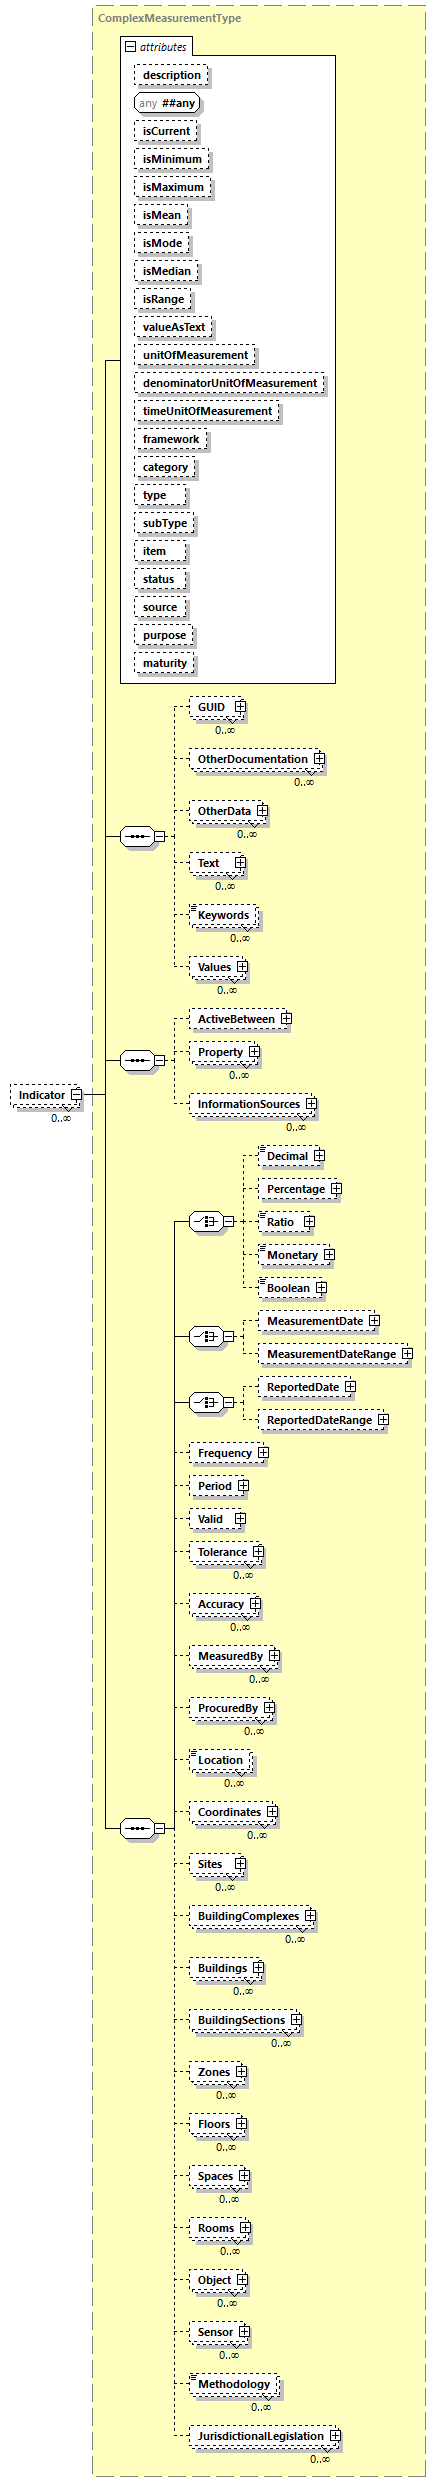 ComplexMeasurementType
attributes
description
any ##any
isCurrent
isMinimum
isMaximum
isMean
isMode
isMedian
isRange
valueAsText
unitOfMeasurement
denominatorUnitOfMeasurement
timeUnitOfMeasurement
framework
category
type
subType
item
status
source
purpose
maturity
GUID
0..∞
OtherDocumentation
0..∞
OtherData
0..∞
Text
0..∞
Keywords
0..∞
Values
0..∞
ActiveBetween
Property
0..∞
Indicator
0..∞
InformationSources
0..∞
Decimal
Percentage
Ratio
Monetary
Boolean
MeasurementDate
MeasurementDateRange
ReportedDate
ReportedDateRange
Frequency
Period
Valid
Tolerance
0..∞
Accuracy
0..∞
MeasuredBy
0..∞
ProcuredBy
0..∞
Location
0..∞
Coordinates
0..∞
Sites
0..∞
BuildingComplexes
0..∞
Buildings
0..∞
BuildingSections
0..∞
Zones
0..∞
Floors
0..∞
Spaces
0..∞
Rooms
0..∞
Object
0..∞
Sensor
0..∞
Methodology
0..∞
JurisdictionalLegislation
0..∞